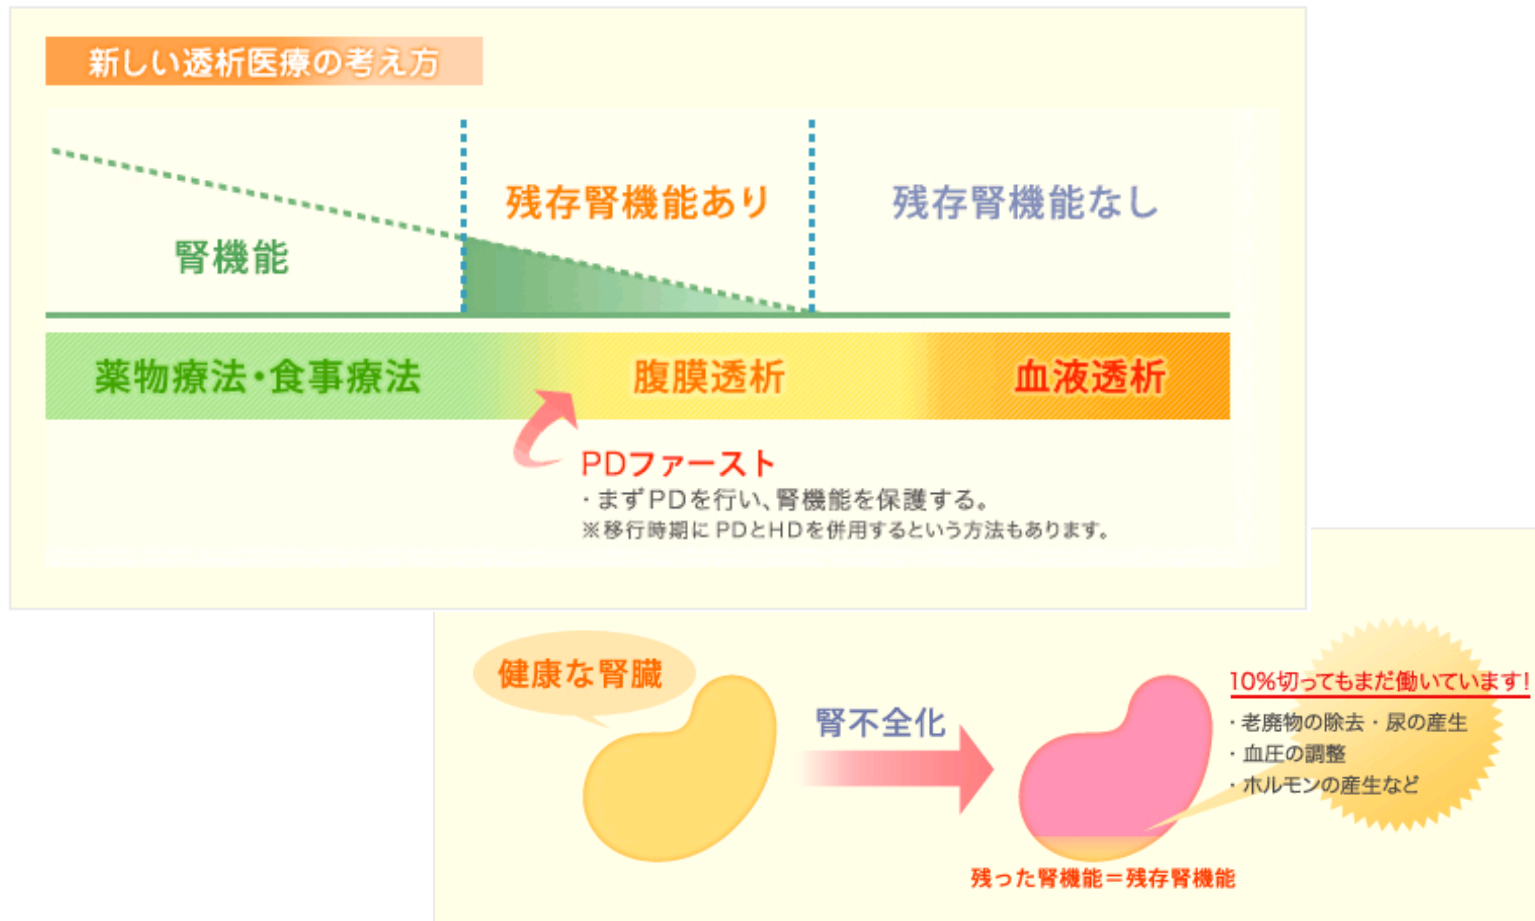 新しい透析医療の考え方
残存腎機能あり
残存腎機能なし
腎機能
薬物療法・食事療法
腹膜透析
血液透析
PDファースト
・まずPDを行い、腎機能を保護する。
※移行時期にPDとHDを併用するという方法もあります。
健康な腎臓
腎不全化
10%切ってもまだ働いています!
・老廃物の除去・尿の産生
・血圧の調整
・ホルモンの産生など
残った腎機能＝残存腎機能